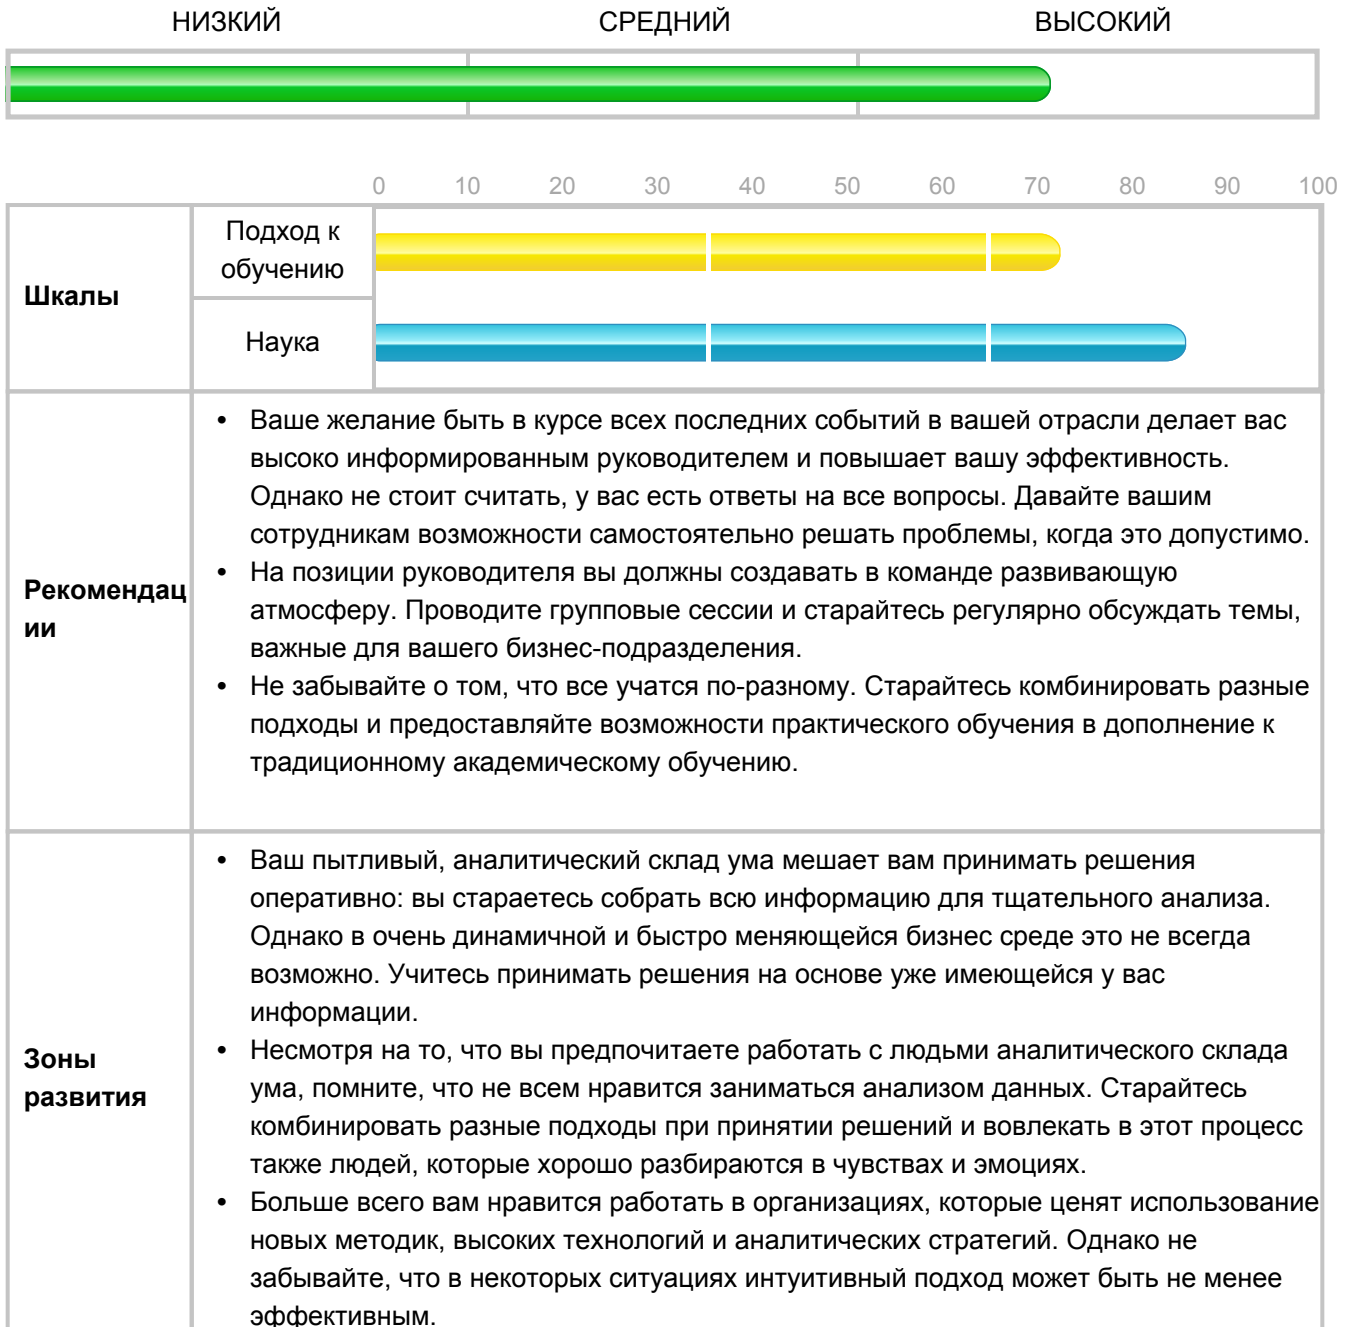 НИЗКИЙ СРЕДНИЙ ВЫСОКИЙ
0 10 20 30 40 50 60 70 80 90 100
Шкалы
Подход к
обучению
Наука
Рекомендац
ии
• Ваше желание быть в курсе всех последних событий в вашей отрасли делает вас
высоко информированным руководителем и повышает вашу эффективность.
Однако не стоит считать, у вас есть ответы на все вопросы. Давайте вашим
сотрудникам возможности самостоятельно решать проблемы, когда это допустимо.
• На позиции руководителя вы должны создавать в команде развивающую
атмосферу. Проводите групповые сессии и старайтесь регулярно обсуждать темы,
важные для вашего бизнес-подразделения.
• Не забывайте о том, что все учатся по-разному. Старайтесь комбинировать разные
подходы и предоставляйте возможности практического обучения в дополнение к
традиционному академическому обучению.
Зоны
развития
• Ваш пытливый, аналитический склад ума мешает вам принимать решения
оперативно: вы стараетесь собрать всю информацию для тщательного анализа.
Однако в очень динамичной и быстро меняющейся бизнес среде это не всегда
возможно. Учитесь принимать решения на основе уже имеющейся у вас
информации.
• Несмотря на то, что вы предпочитаете работать с людьми аналитического склада
ума, помните, что не всем нравится заниматься анализом данных. Старайтесь
комбинировать разные подходы при принятии решений и вовлекать в этот процесс
также людей, которые хорошо разбираются в чувствах и эмоциях.
• Больше всего вам нравится работать в организациях, которые ценят использование
новых методик, высоких технологий и аналитических стратегий. Однако не
забывайте, что в некоторых ситуациях интуитивный подход может быть не менее
эффективным.